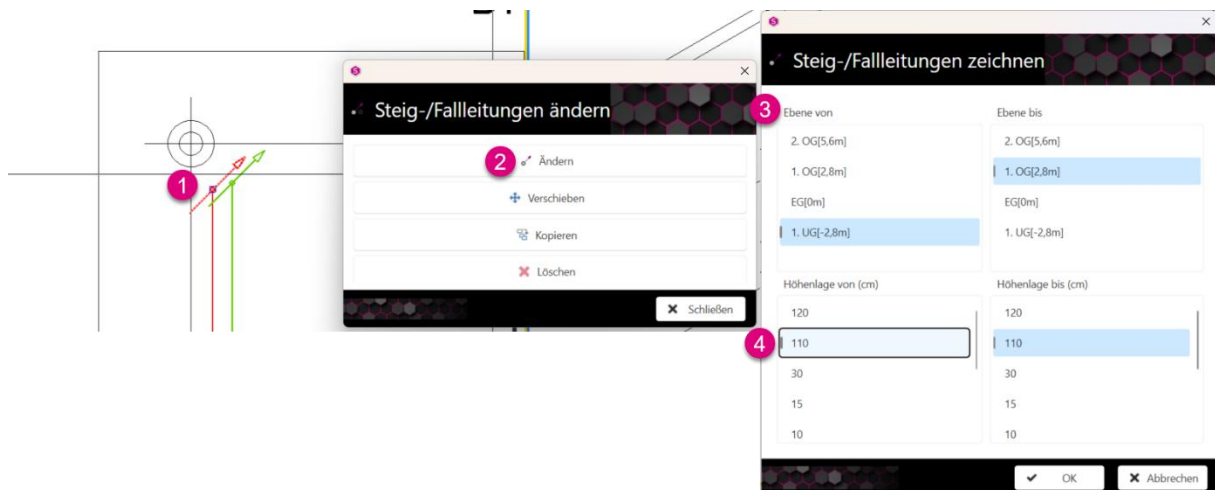 1
Steig-/Fallleitungen ändern
2 Ändern
Verschieben
Kopieren
Löschen
Schließen
Steig-/Fallleitungen zeichnen
3
Ebene von
2. OG[5,6m]
1. OG[2,8m]
EG[0m]
1. UG[-2,8m]
Ebene bis
2. OG[5,6m]
1. OG[2,8m]
EG[0m]
1. UG[-2,8m]
Höhenlage von (cm)
120
4 110
30
15
10
Höhenlage bis (cm)
120
110
30
15
10
OK
Abbrechen